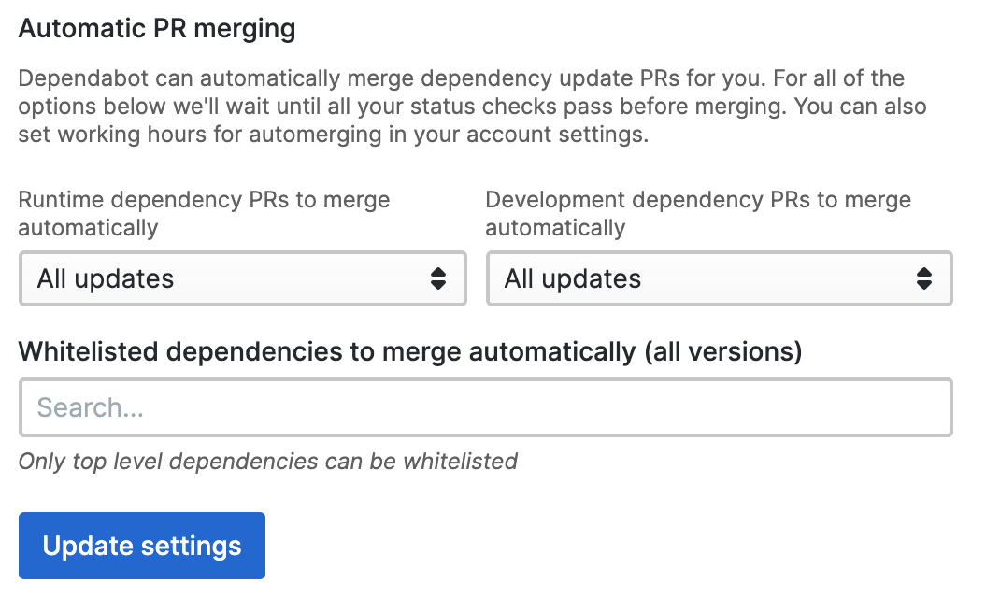 Automatic PR merging
Dependabot can automatically merge dependency update PRs for you. For all of the
options below we'll wait until all your status checks pass before merging. You can also
set working hours for automerging in your account settings.
Runtime dependency PRs to merge
automatically
All updates
Development dependency PRs to merge
automatically
All updates
Whitelisted dependencies to merge automatically (all versions)
Search...
Only top level dependencies can be whitelisted
Update settings